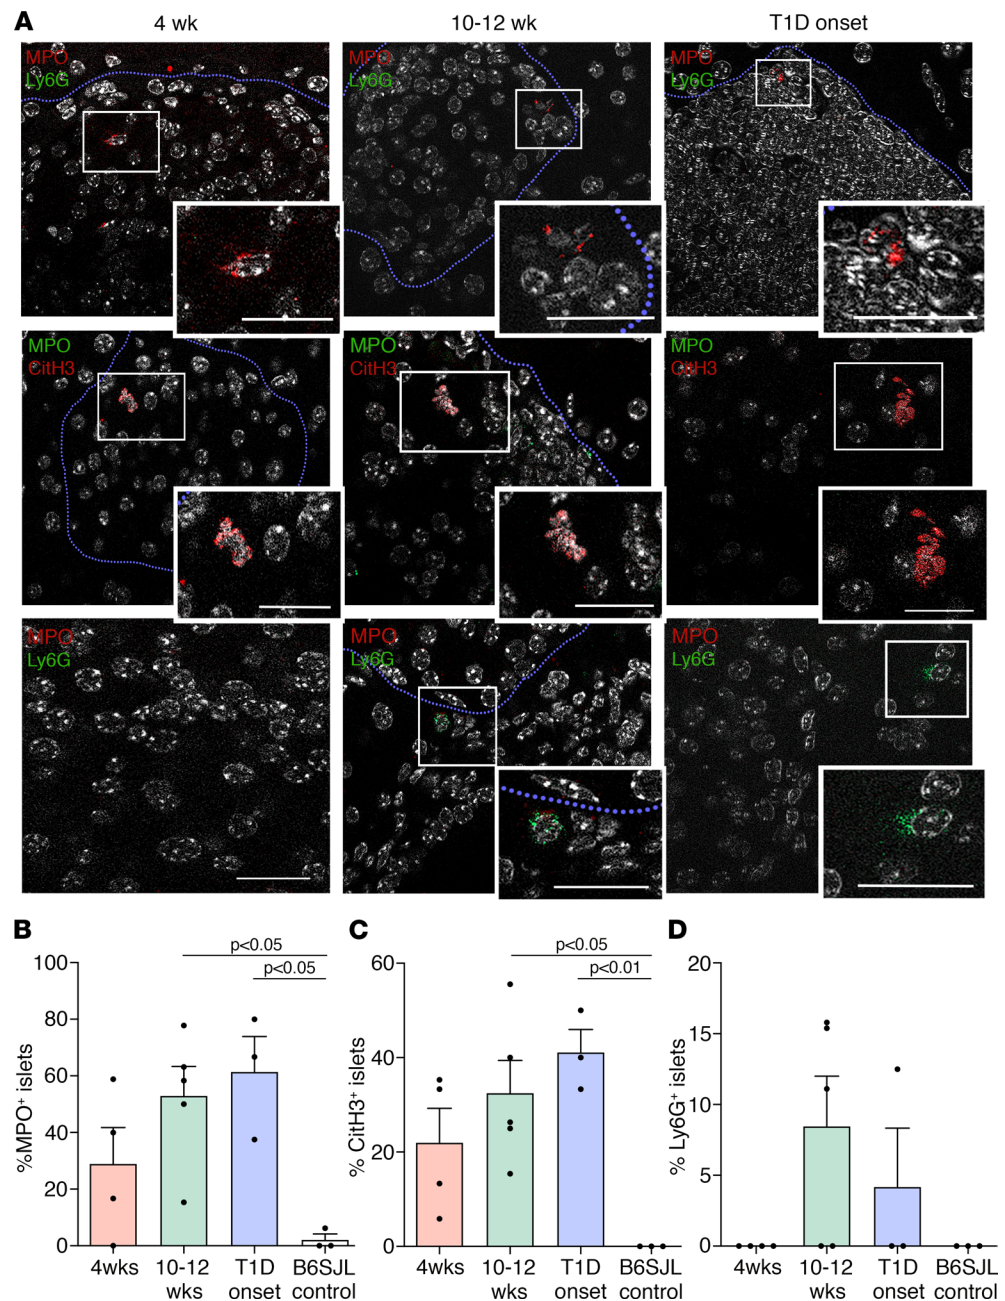 A
4 wk
10-12 wk
T1D onset
MPO
Ly6G
MPO
Ly6G
MPO
Ly6G
MPO
CitH3
MPO
CitH3
MPO
CitH3
MPO
Ly6G
MPO
Ly6G
MPO
Ly6G
B
%MPO+ islets
100
80
60
40
20
0
p<0.05
p<0.05
4wks
10-12
wks
T1D
onset
B6SJL
control
C
% CitH3+ islets
60
40
20
0
p<0.05
p<0.01
4wks
10-12
wks
T1D
onset
B6SJL
control
D
% Ly6G+ islets
20
15
10
5
0
4wks
10-12
wks
T1D
onset
B6SJL
control